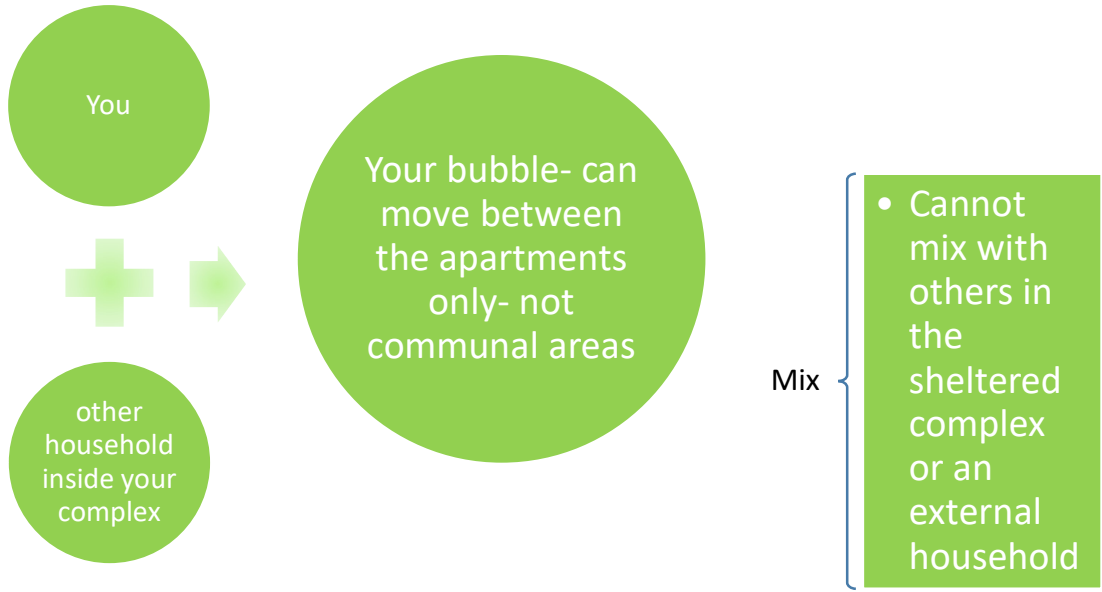 You
other
household
inside your
complex
Your bubble- can
move between
the apartments
only- not
communal areas
Mix
• Cannot
mix with
others in
the
sheltered
complex
or an
external
household